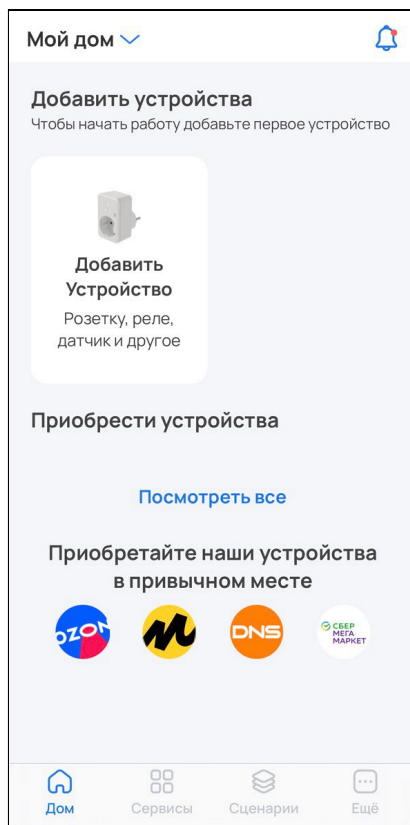 Мой дом
Добавить устройства
Чтобы начать работу добавьте первое устройство
Добавить
Устройство
Розетку, реле,
датчик и другое
Приобрести устройства
Посмотреть все
Приобретайте наши устройства
в привычном месте
OZON
DNS
СБЕР
МЕГА
МАРКЕТ
Дом
Сервисы
Сценарии
Ещё